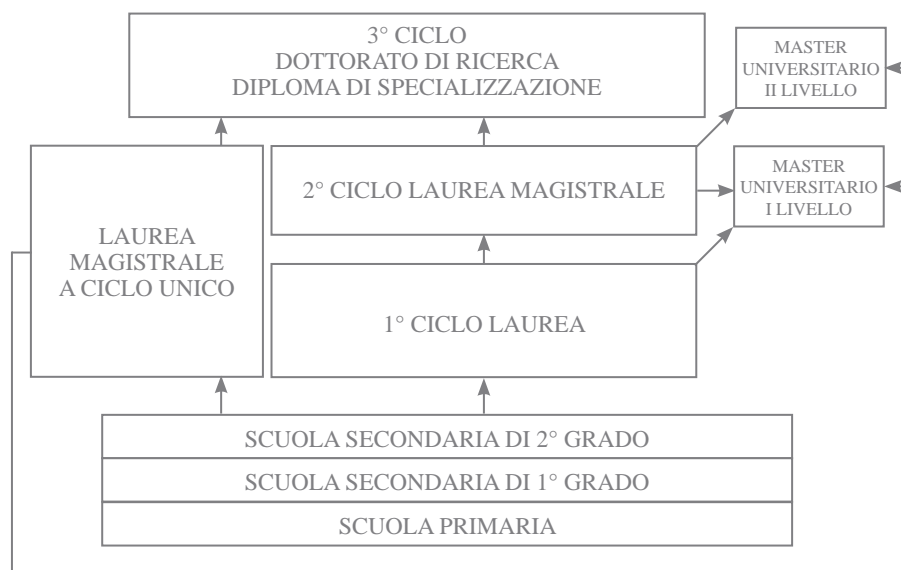 3° CICLO
DOTTORATO DI RICERCA
DIPLOMA DI SPECIALIZZAZIONE
MASTER
UNIVERSITARIO
II LIVELLO
2° CICLO LAUREA MAGISTRALE
MASTER
UNIVERSITARIO
I LIVELLO
LAUREA
MAGISTRALE
A CICLO UNICO
1° CICLO LAUREA
SCUOLA SECONDARIA DI 2° GRADO
SCUOLA SECONDARIA DI 1° GRADO
SCUOLA PRIMARIA